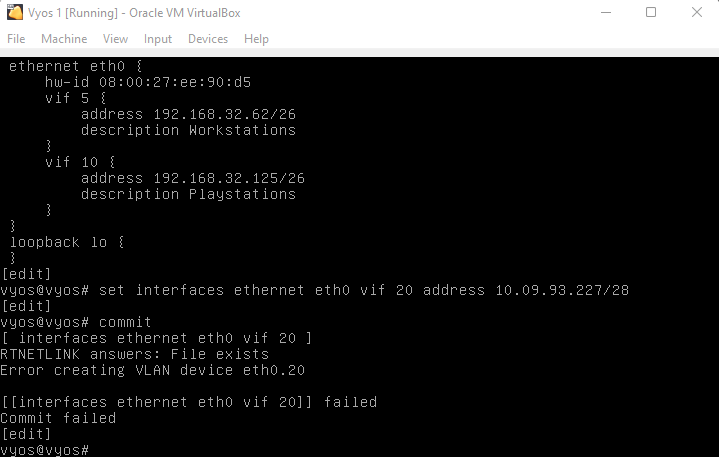 Vyos 1 [Running] - Oracle VM VirtualBox
File Machine View Input Devices Help
ethernet eth0 {
hw-id 08:00:27:ee:90:d5
vif 5 {
address 192.168.32.62/26
description Workstations
}
vif 10 {
address 192.168.32.125/26
description Playstations
}
}
loopback lo {
}
[edit]
vyos@vyos# set interfaces ethernet eth0 vif 20 address 10.09.93.227/28
[edit]
vyos@vyos# commit
[ interfaces ethernet eth0 vif 20 ]
RTNETLINK answers: File exists
Error creating VLAN device eth0.20
[[interfaces ethernet eth0 vif 20]] failed
Commit failed
[edit]
vyos@vyos#